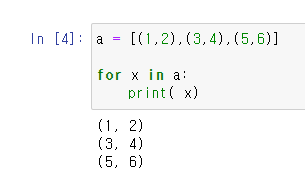 In [4]: a = [(1,2),(3,4),(5,6)]
for x in a:
    print( x)
(1, 2)
(3, 4)
(5, 6)